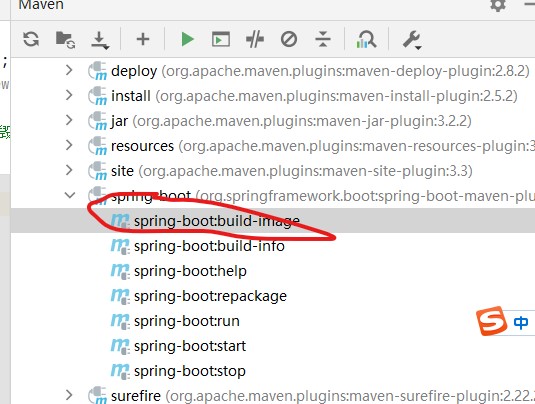 Maven
deploy (org.apache.maven.plugins:maven-deploy-plugin:2.8.2)
install (org.apache.maven.plugins:maven-install-plugin:2.5.2)
jar (org.apache.maven.plugins:maven-jar-plugin:3.2.2)
resources (org.apache.maven.plugins:maven-resources-plugin:3
site (org.apache.maven.plugins:maven-site-plugin:3.3)
spring-boot (org.springframework.boot:spring-boot-maven-plu
spring-boot:build-image
spring-boot:build-info
spring-boot:help
spring-boot:repackage
spring-boot:run
spring-boot:start
spring-boot:stop
surefire (org.apache.maven.plugins:maven-surefire-plugin:2.22.
S 中